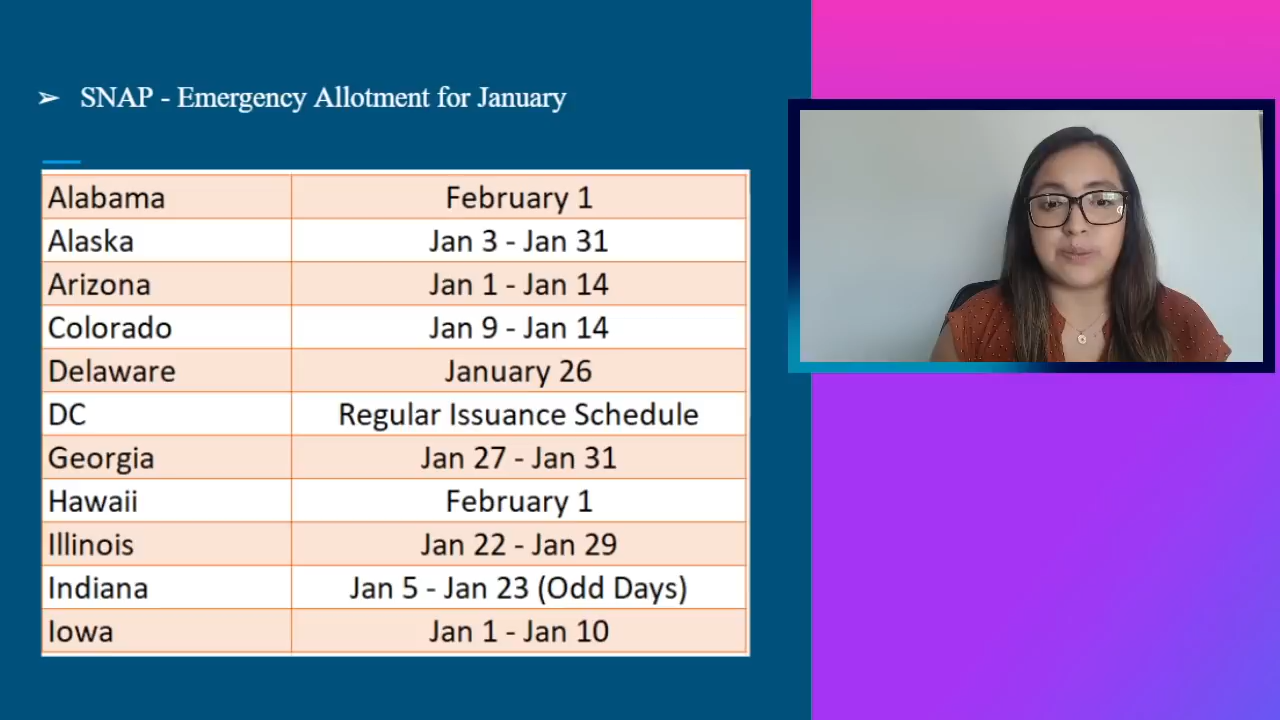 ➢ SNAP - Emergency Allotment for January
Alabama February 1
Alaska Jan 3 - Jan 31
Arizona Jan 1 - Jan 14
Colorado Jan 9 - Jan 14
Delaware January 26
DC Regular Issuance Schedule
Georgia Jan 27 - Jan 31
Hawaii February 1
Illinois Jan 22 - Jan 29
Indiana Jan 5 - Jan 23 (Odd Days)
Iowa Jan 1 - Jan 10